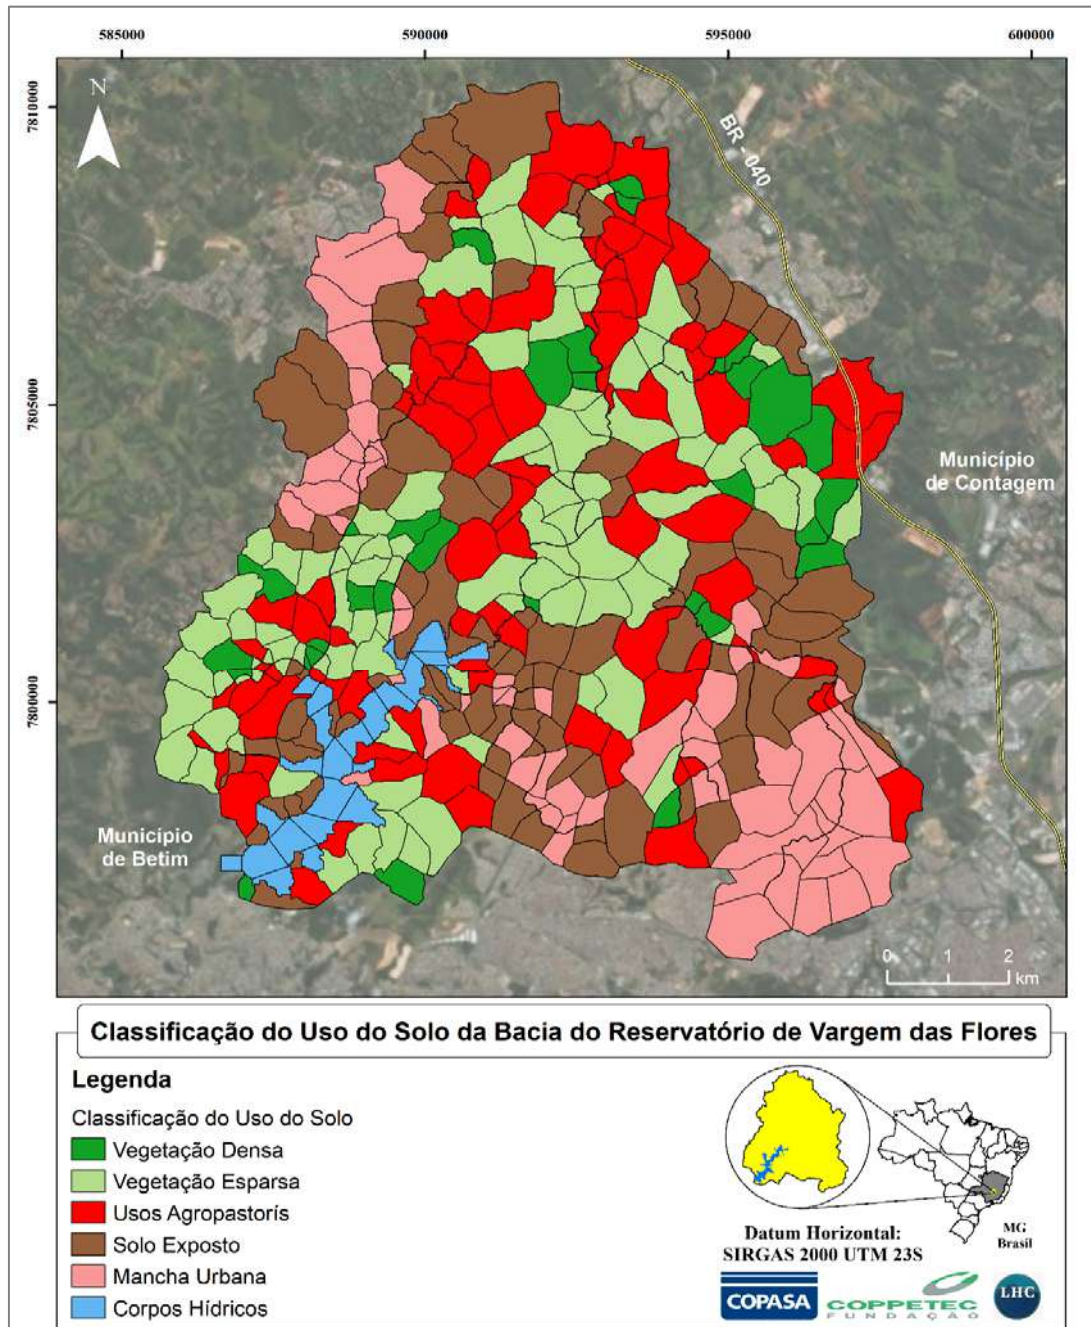 585000 590000 595000 600000
7810000
N
BR - 040
7805000
Município
de Contagem
7800000
Município
de Betim
0 1 2
km
Classificação do Uso do Solo da Bacia do Reservatório de Vargem das Flores
Legenda
Classificação do Uso do Solo
Vegetação Densa
Vegetação Esparsa
Usos Agropastorís
Solo Exposto
Mancha Urbana
Corpos Hídricos
Datum Horizontal:
SIRGAS 2000 UTM 23S
MG
Brasil
COPASA
COPPETEC
FUNDAÇÃO
LHC